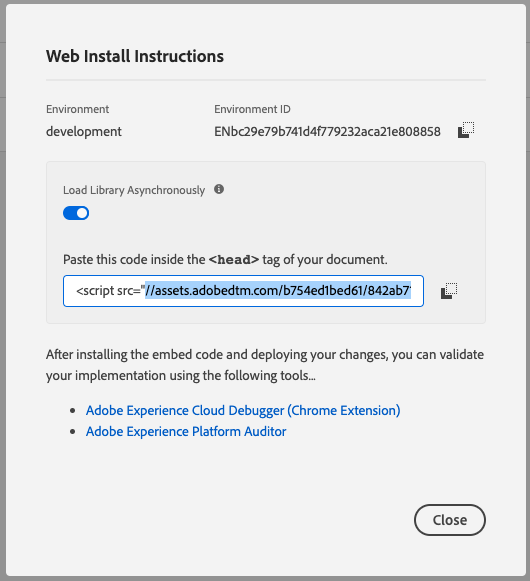 Web Install Instructions
Environment
Environment ID
development
ENbc29e79b741d4f779232aca21e808858
Load Library Asynchronously
Paste this code inside the <head> tag of your document.
<script src="//assets.adobedtm.com/b754ed1bed61/842ab7
After installing the embed code and deploying your changes, you can validate
your implementation using the following tools…
Adobe Experience Cloud Debugger (Chrome Extension)
Adobe Experience Platform Auditor
Close